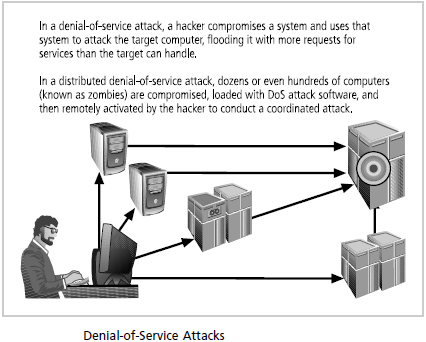 In a denial-of-service attack, a hacker compromises a system and uses that
system to attack the target computer, flooding it with more requests for
services than the target can handle.
In a distributed denial-of-service attack, dozens or even hundreds of computers
(known as zombies) are compromised, loaded with DoS attack software, and
then remotely activated by the hacker to conduct a coordinated attack.
Denial-of-Service Attacks